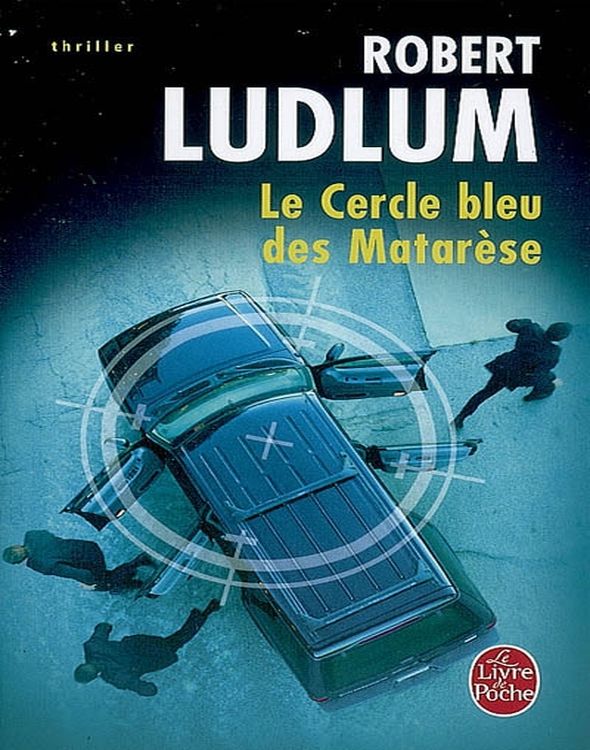 thriller
ROBERT
LUDLUM
Le Cercle bleu
des Matarèse
Le
Livre
de
Poche